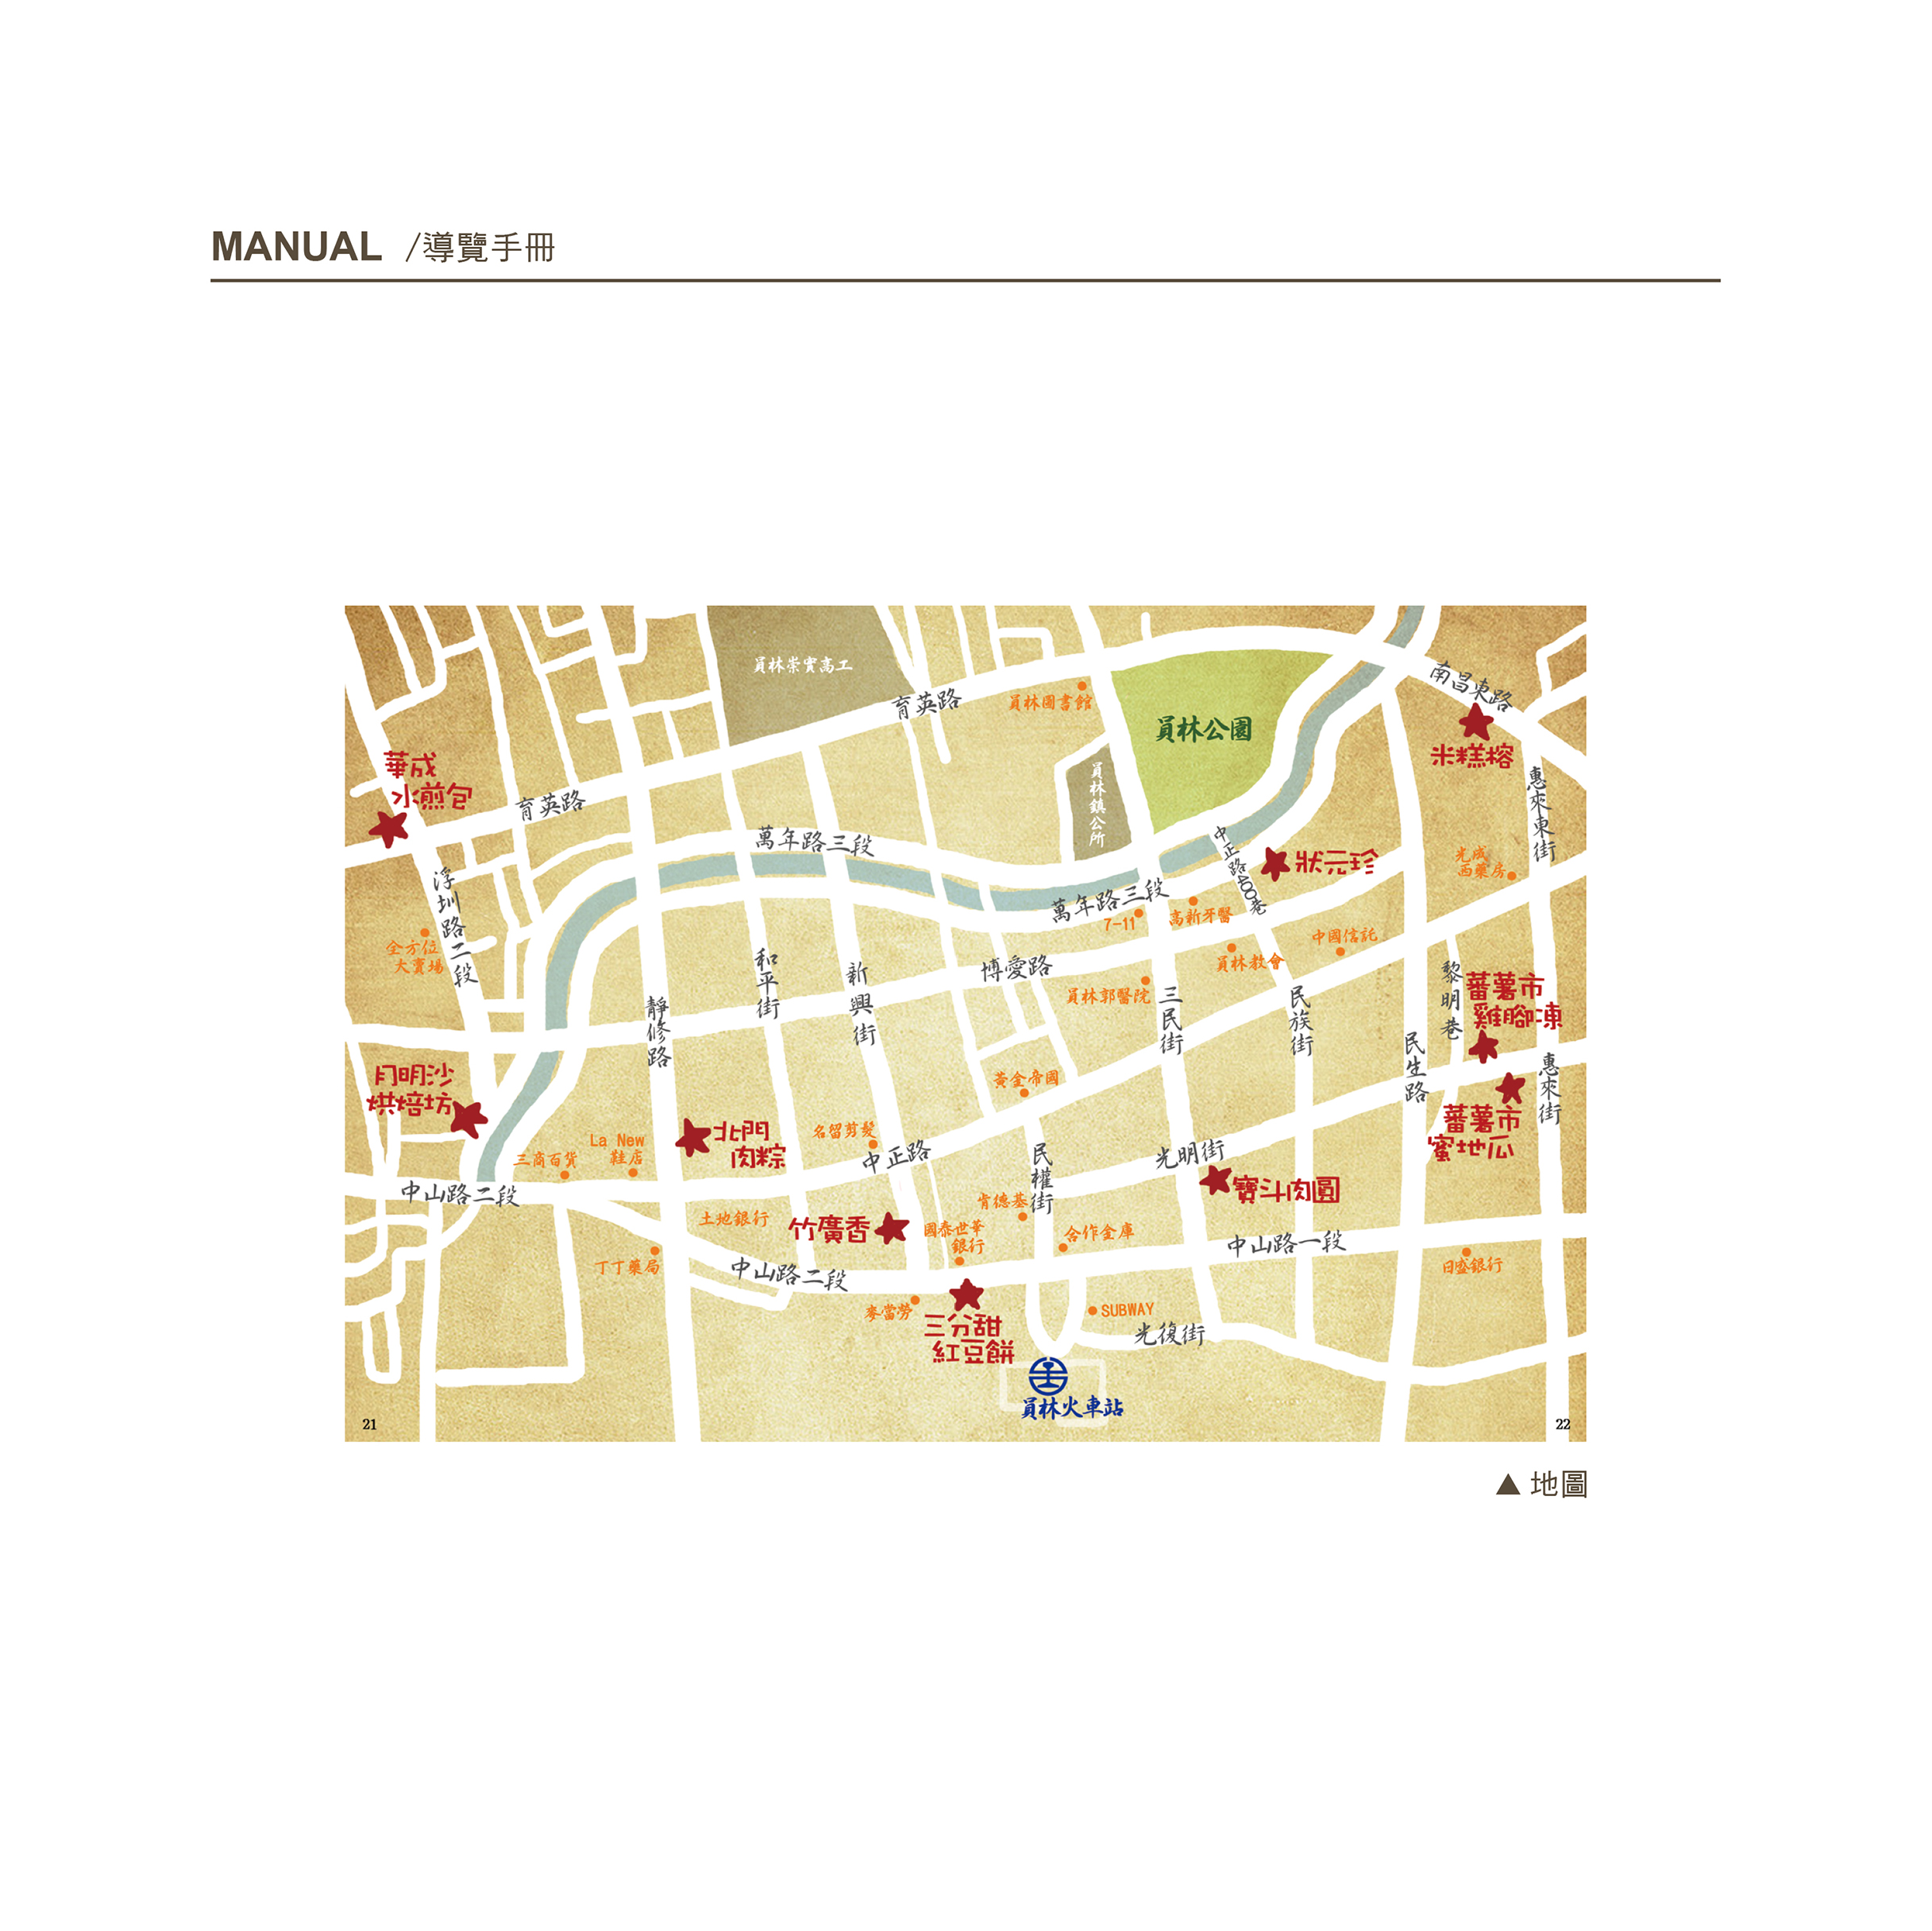 MANUAL /導覽手冊
員林崇實高工
育英路
員林圖書館
員林公園
南昌東路
米糕榕
惠來東街
華成
水煎包
育英路
員林鎮公所
萬年路三段
中正路400巷
狀元珍
光成
西藥房
浮圳路二段
全方位
大賣場
萬年路三段
7-11
高新牙醫
員林教會
中國信託
和平街
新興街
博愛路
員林郭醫院
三民街
民族街
黎明巷
蕃薯市
雞腳凍
靜修路
民生路
惠來街
月明沙
烘焙坊
黃金帝國
蕃薯市
蜜地瓜
La New
鞋店
三商百貨
北門
肉粽
名留剪髮
中正路
民權街
光明街
寶斗肉圓
中山路二段
土地銀行
竹廣香
國泰世華
銀行
肯德基
合作金庫
中山路一段
日盛銀行
丁丁藥局
中山路二段
麥當勞
三分甜
紅豆餅
SUBWAY
光復街
員林火車站
21
22
▲ 地圖